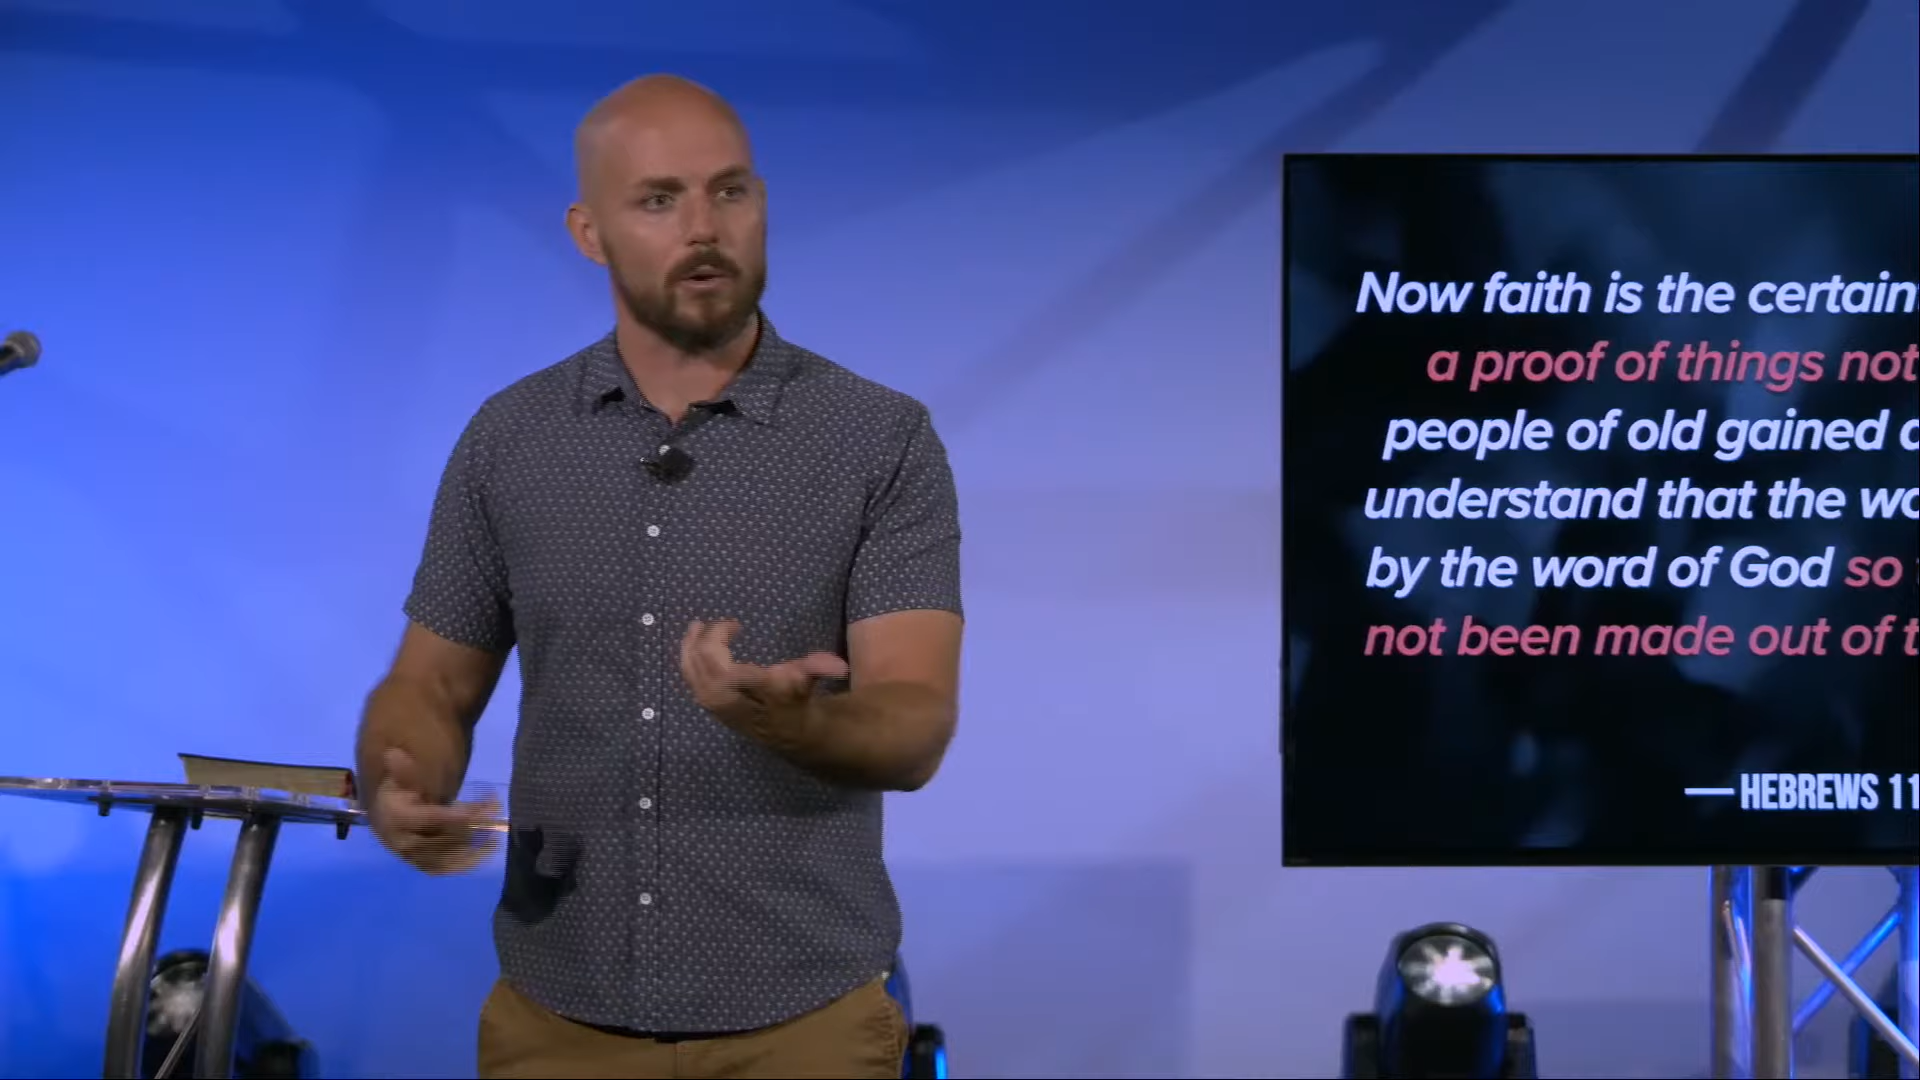 Now faith is the certain
a proof of things not
people of old gained
understand that the
by the word of God so
not been made out of
— HEBREWS 11